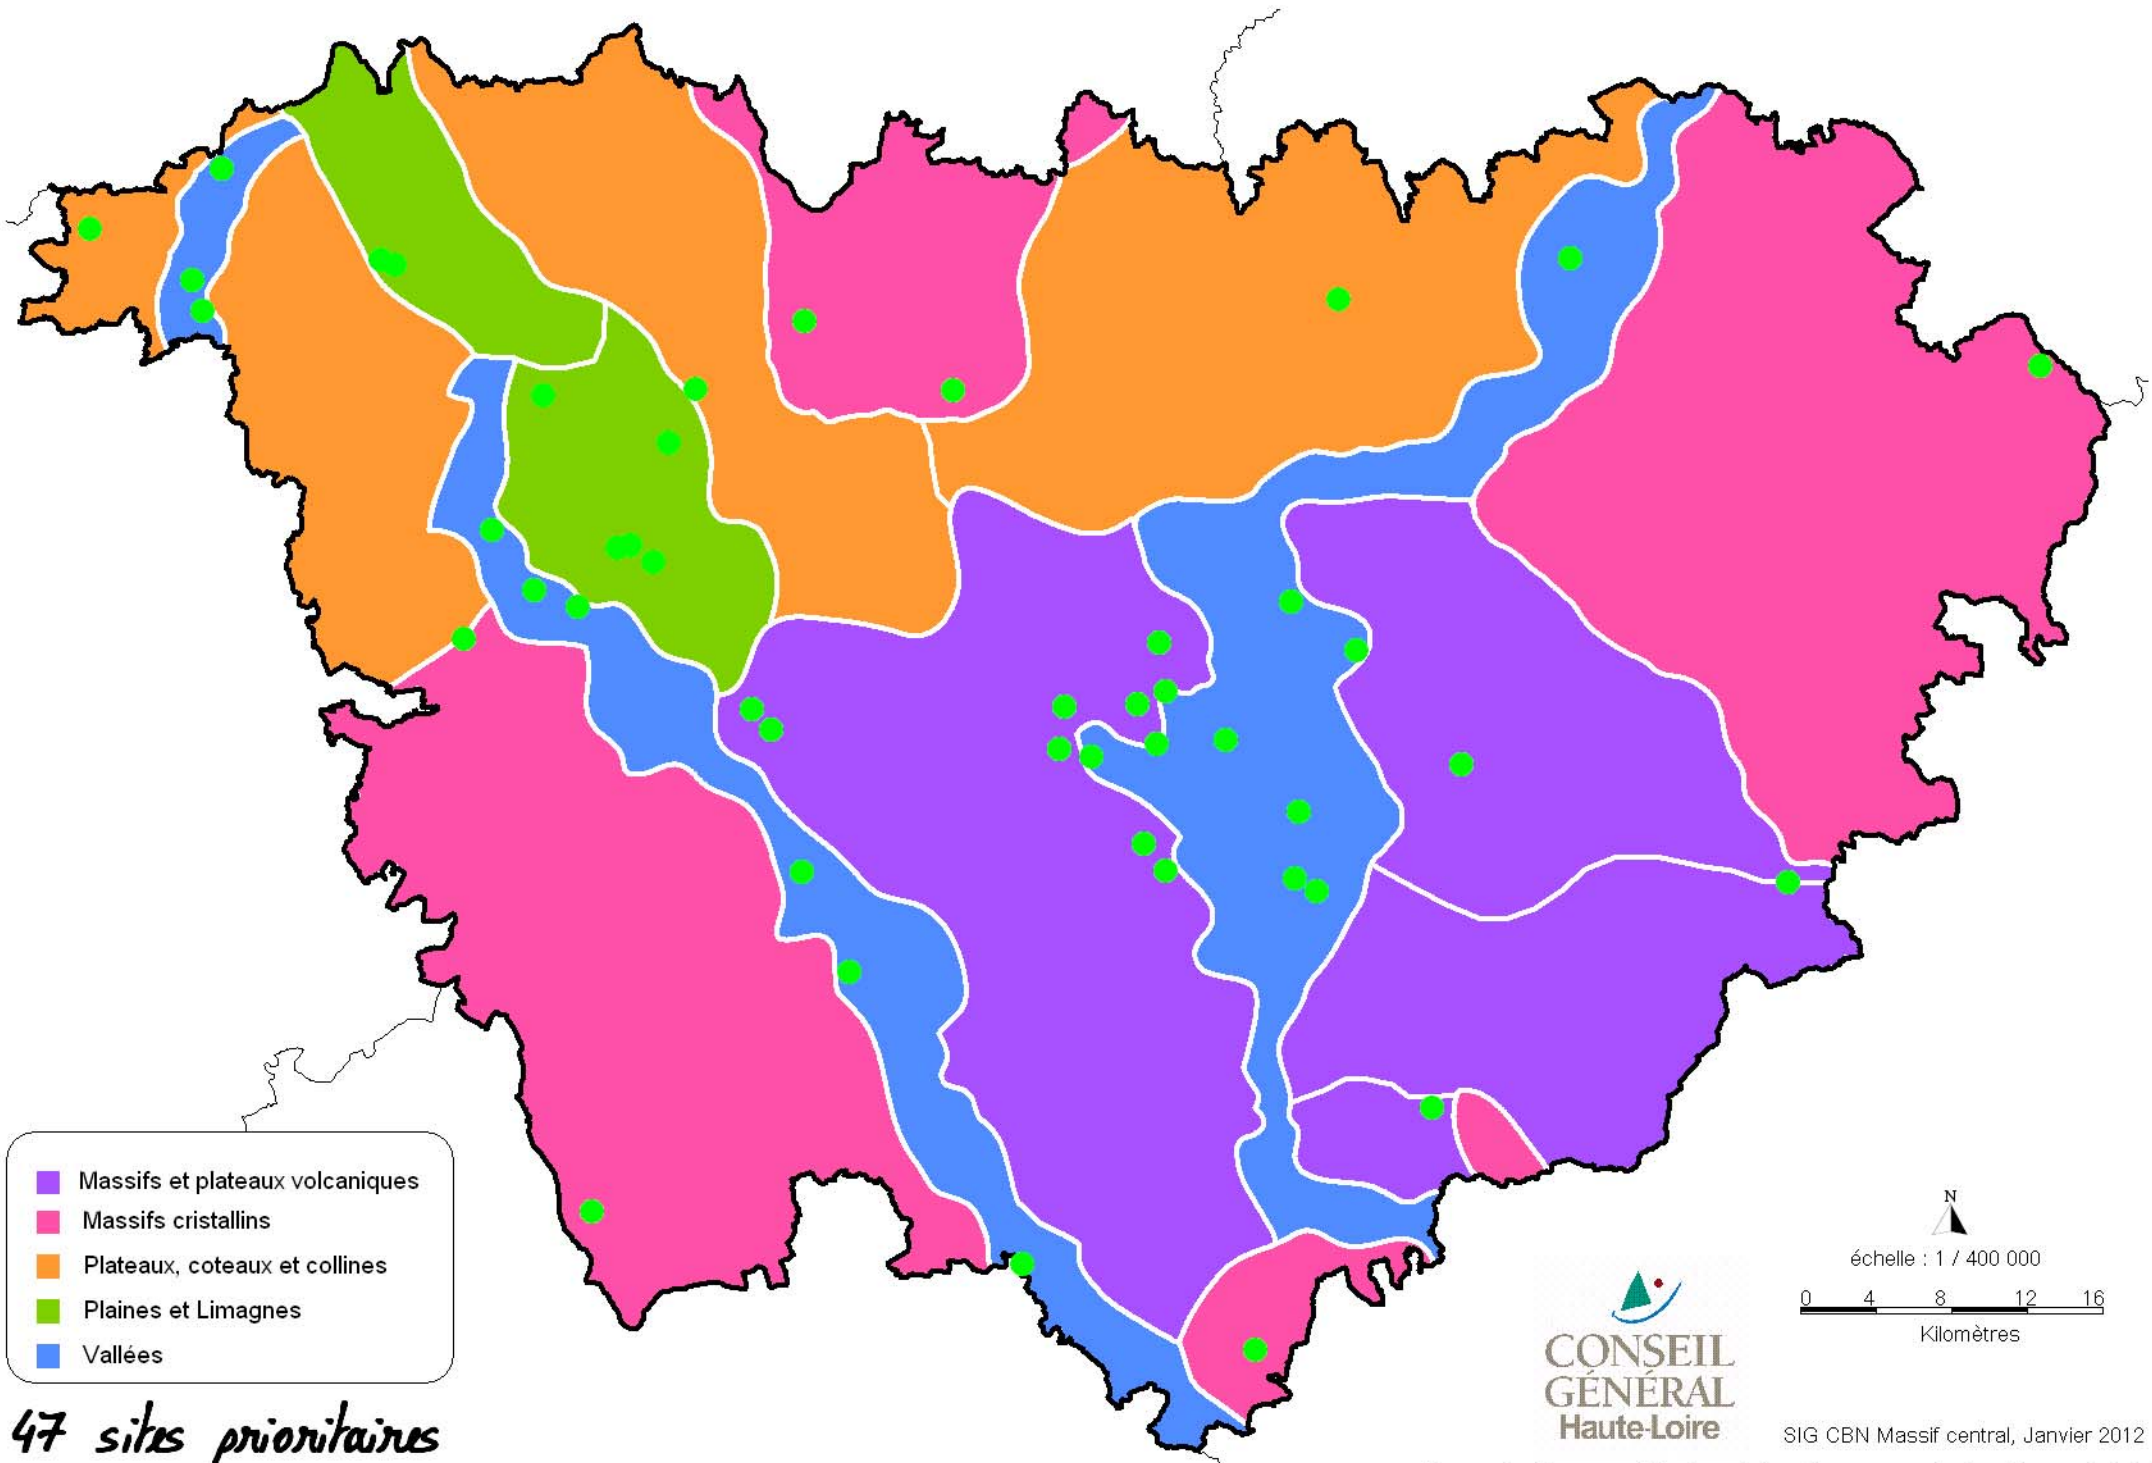 Massifs et plateaux volcaniques
Massifs cristallins
Plateaux, coteaux et collines
Plaines et Limagnes
Vallées
47 sites prioritaires
N
échelle : 1 / 400 000
0 4 8 12 16
Kilomètres
CONSEIL
GÉNÉRAL
Haute-Loire
SIG CBN Massif central, Janvier 2012